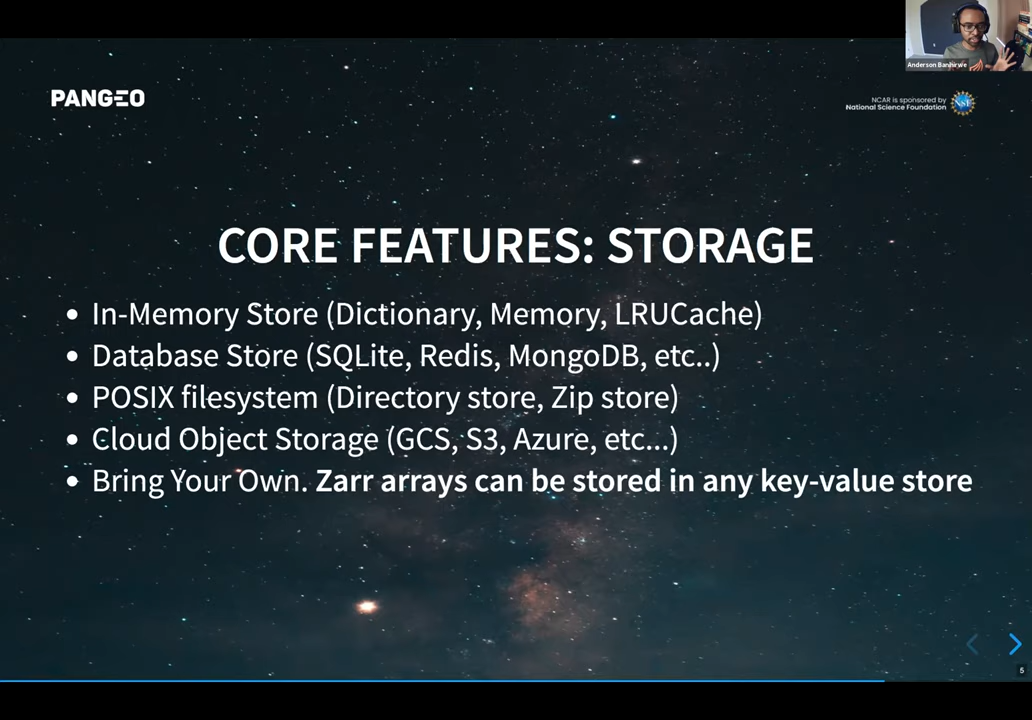 Anderson Banihirwe
PANGEO
NCAR is sponsored by
National Science Foundation
NSF
CORE FEATURES: STORAGE
• In-Memory Store (Dictionary, Memory, LRUCache)
• Database Store (SQLite, Redis, MongoDB, etc..)
• POSIX filesystem (Directory store, Zip store)
• Cloud Object Storage (GCS, S3, Azure, etc...)
• Bring Your Own. Zarr arrays can be stored in any key-value store
5